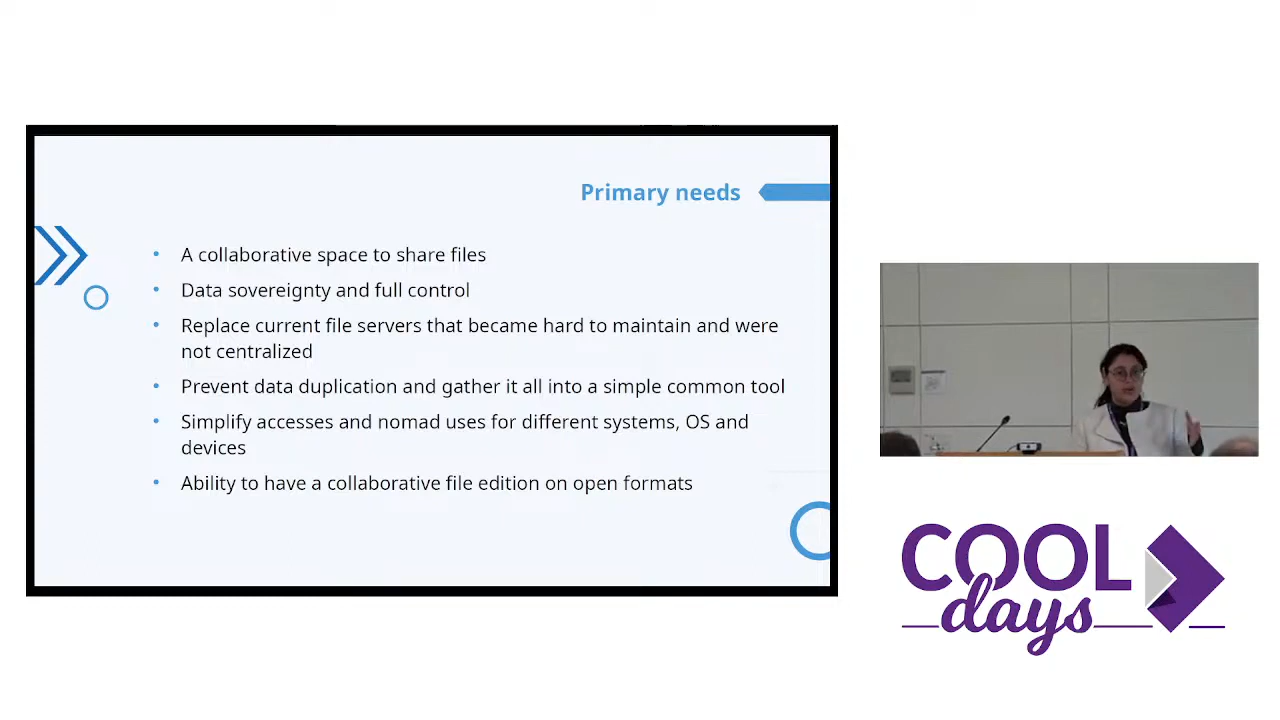 Primary needs
• A collaborative space to share files
• Data sovereignty and full control
• Replace current file servers that became hard to maintain and were
not centralized
• Prevent data duplication and gather it all into a simple common tool
• Simplify accesses and nomad uses for different systems, OS and
devices
• Ability to have a collaborative file edition on open formats
COOL
days